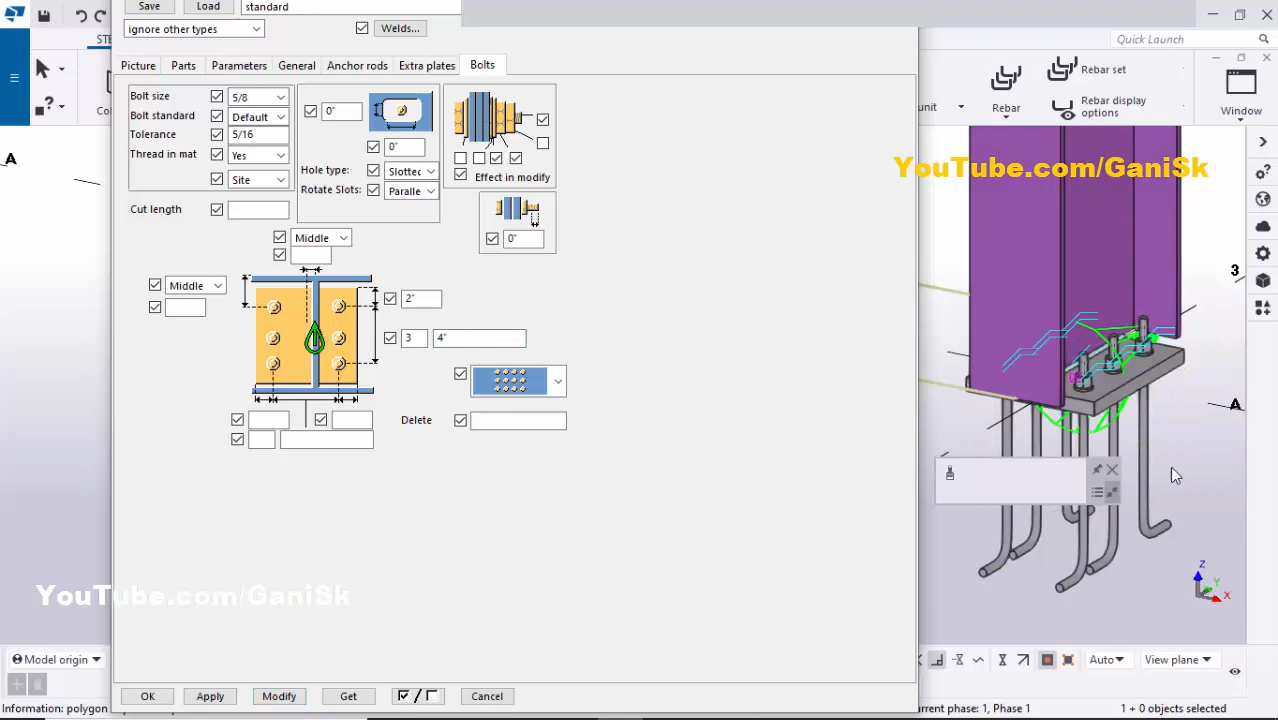 Save
Load
standard
ignore other types
Welds...
Quick Launch
Picture
Parts
Parameters
General
Anchor rods
Extra plates
Bolts
Bolt size
5/8
Bolt standard
Default
Tolerance
5/16
Thread in mat
Yes
Site
Cut length
0"
0"
Hole type:
Slotted
Rotate Slots:
Paralle
Effect in modify
0"
Middle
Middle
2"
3
4"
Delete
Rebar
Rebar set
Rebar display
options
Window
A
YouTube.com/GaniSk
3
A
YouTube.com/GaniSk
Z
Y
X
Model origin
Auto
View plane
OK
Apply
Modify
Get
/
Cancel
Information: polygon
rrent phase: 1, Phase 1
1 + 0 objects selected